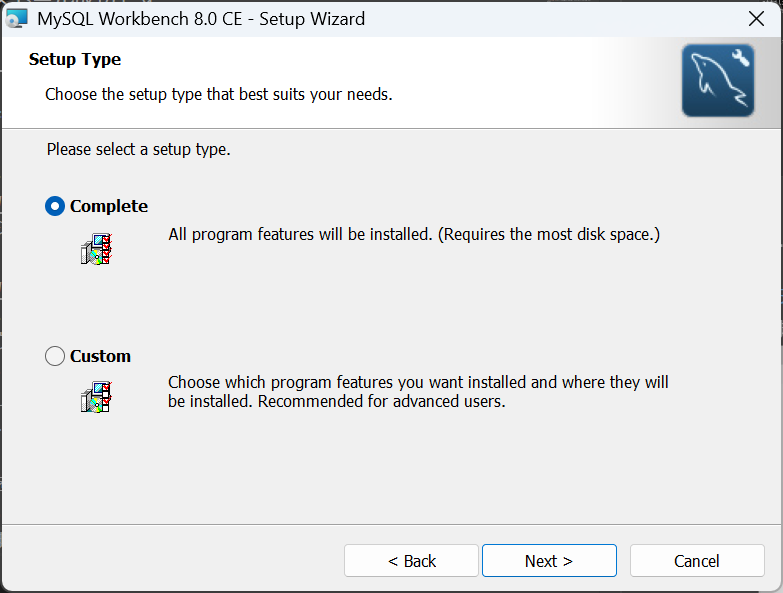 MySQL Workbench 8.0 CE - Setup Wizard
Setup Type
Choose the setup type that best suits your needs.
Please select a setup type.
Complete
All program features will be installed. (Requires the most disk space.)
Custom
Choose which program features you want installed and where they will
be installed. Recommended for advanced users.
< Back
Next >
Cancel